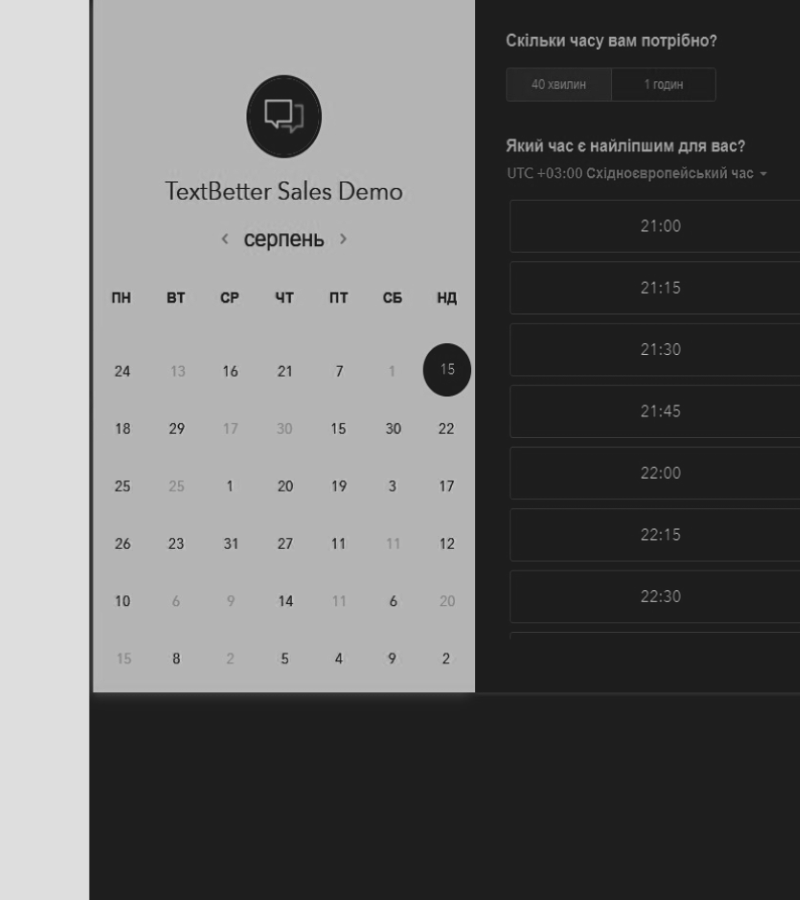 TextBetter Sales Demo
серпень
ПН ВТ СР ЧТ ПТ СБ НД
24 13 16 21 7 1 15
18 29 17 30 15 30 22
25 25 1 20 19 3 17
26 23 31 27 11 11 12
10 6 9 14 11 6 20
15 8 2 5 4 9 2
Скільки часу вам потрібно?
40 хвилин 1 годин
Який час є найліпшим для вас?
UTC +03:00 Східноєвропейський час
21:00
21:15
21:30
21:45
22:00
22:15
22:30